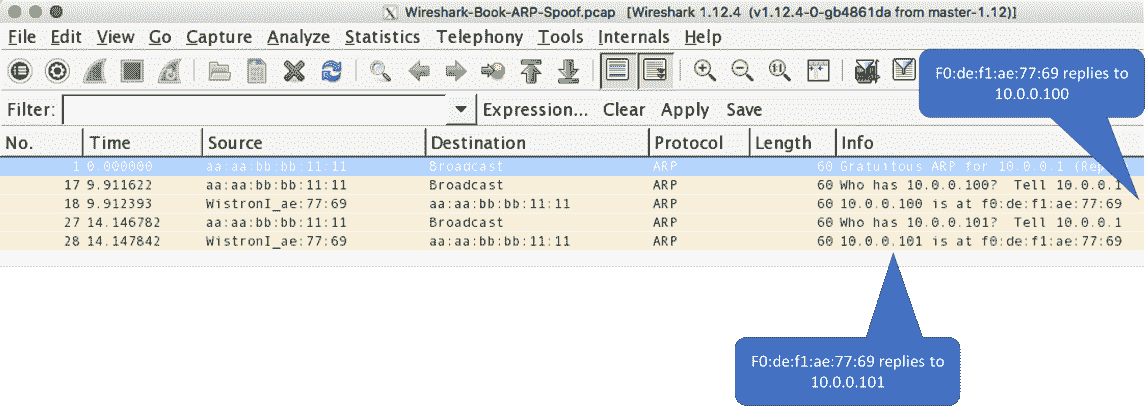 Wireshark-Book-ARP-Spoof.pcap [Wireshark 1.12.4 (v1.12.4-0-gb4861da from master-1.12)]
File Edit View Go Capture Analyze Statistics Telephony Tools Internals Help
F0:de:f1:ae:77:69 replies to
10.0.0.100
Filter: Expression... Clear Apply Save
No. Time Source Destination Protocol Length Info
1 0.000000 aa:aa:bb:bb:11:11 Broadcast ARP 60 Gratuitous ARP for 10.0.0.1 (Rep
17 9.911622 aa:aa:bb:bb:11:11 Broadcast ARP 60 Who has 10.0.0.100? Tell 10.0.0.1
18 9.912393 WistronI_ae:77:69 aa:aa:bb:bb:11:11 ARP 60 10.0.0.100 is at f0:de:f1:ae:77:69
27 14.146782 aa:aa:bb:bb:11:11 Broadcast ARP 60 Who has 10.0.0.101? Tell 10.0.0.1
28 14.147842 WistronI_ae:77:69 aa:aa:bb:bb:11:11 ARP 60 10.0.0.101 is at f0:de:f1:ae:77:69
F0:de:f1:ae:77:69 replies to
10.0.0.101